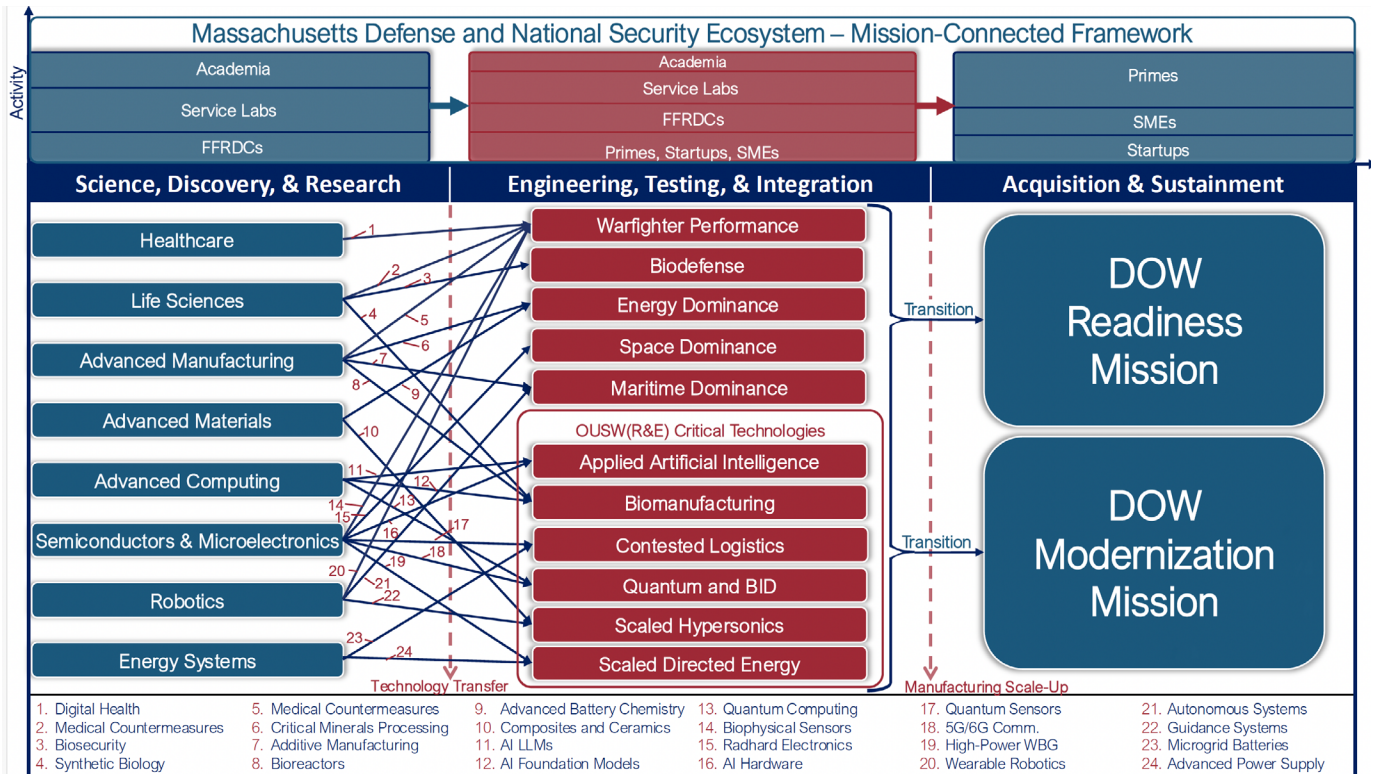 Massachusetts Defense and National Security Ecosystem – Mission-Connected Framework
Activity
Academia
Service Labs
FFRDCs
Academia
Service Labs
FFRDCs
Primes, Startups, SMEs
Primes
SMEs
Startups
Science, Discovery, & Research
Engineering, Testing, & Integration
Acquisition & Sustainment
Healthcare
Life Sciences
Advanced Manufacturing
Advanced Materials
Advanced Computing
Semiconductors & Microelectronics
Robotics
Energy Systems
1
2
3
4
5
6
7
8
9
10
11
12
13
14
15
16
17
18
19
20
21
22
23
24
Technology Transfer
Warfighter Performance
Biodefense
Energy Dominance
Space Dominance
Maritime Dominance
OUSW(R&E) Critical Technologies
Applied Artificial Intelligence
Biomanufacturing
Contested Logistics
Quantum and BID
Scaled Hypersonics
Scaled Directed Energy
Transition
Transition
Manufacturing Scale-Up
DOW
Readiness
Mission
DOW
Modernization
Mission
1. Digital Health
2. Medical Countermeasures
3. Biosecurity
4. Synthetic Biology
5. Medical Countermeasures
6. Critical Minerals Processing
7. Additive Manufacturing
8. Bioreactors
9. Advanced Battery Chemistry
10. Composites and Ceramics
11. AI LLMs
12. AI Foundation Models
13. Quantum Computing
14. Biophysical Sensors
15. Radhard Electronics
16. AI Hardware
17. Quantum Sensors
18. 5G/6G Comm.
19. High-Power WBG
20. Wearable Robotics
21. Autonomous Systems
22. Guidance Systems
23. Microgrid Batteries
24. Advanced Power Supply